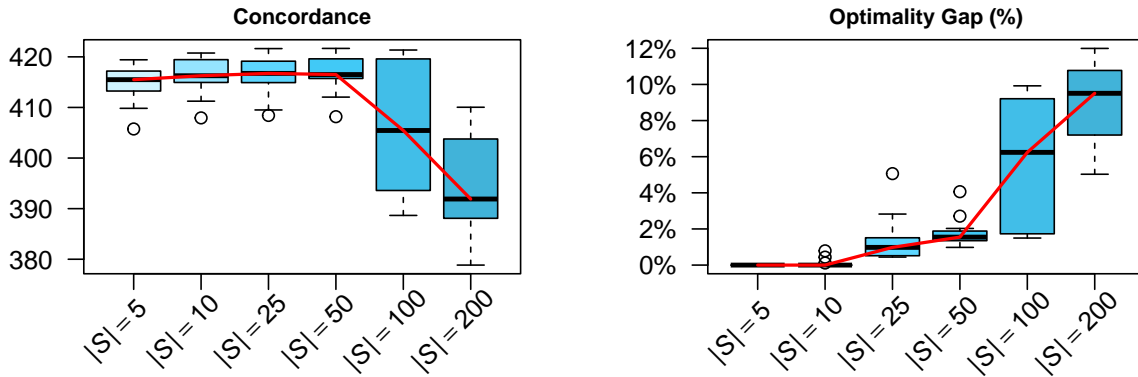 Concordance
420
410
400
390
380
|S| = 5
|S| = 10
|S| = 25
|S| = 50
|S| = 100
|S| = 200
Optimality Gap (%)
12%
10%
8%
6%
4%
2%
0%
|S| = 5
|S| = 10
|S| = 25
|S| = 50
|S| = 100
|S| = 200